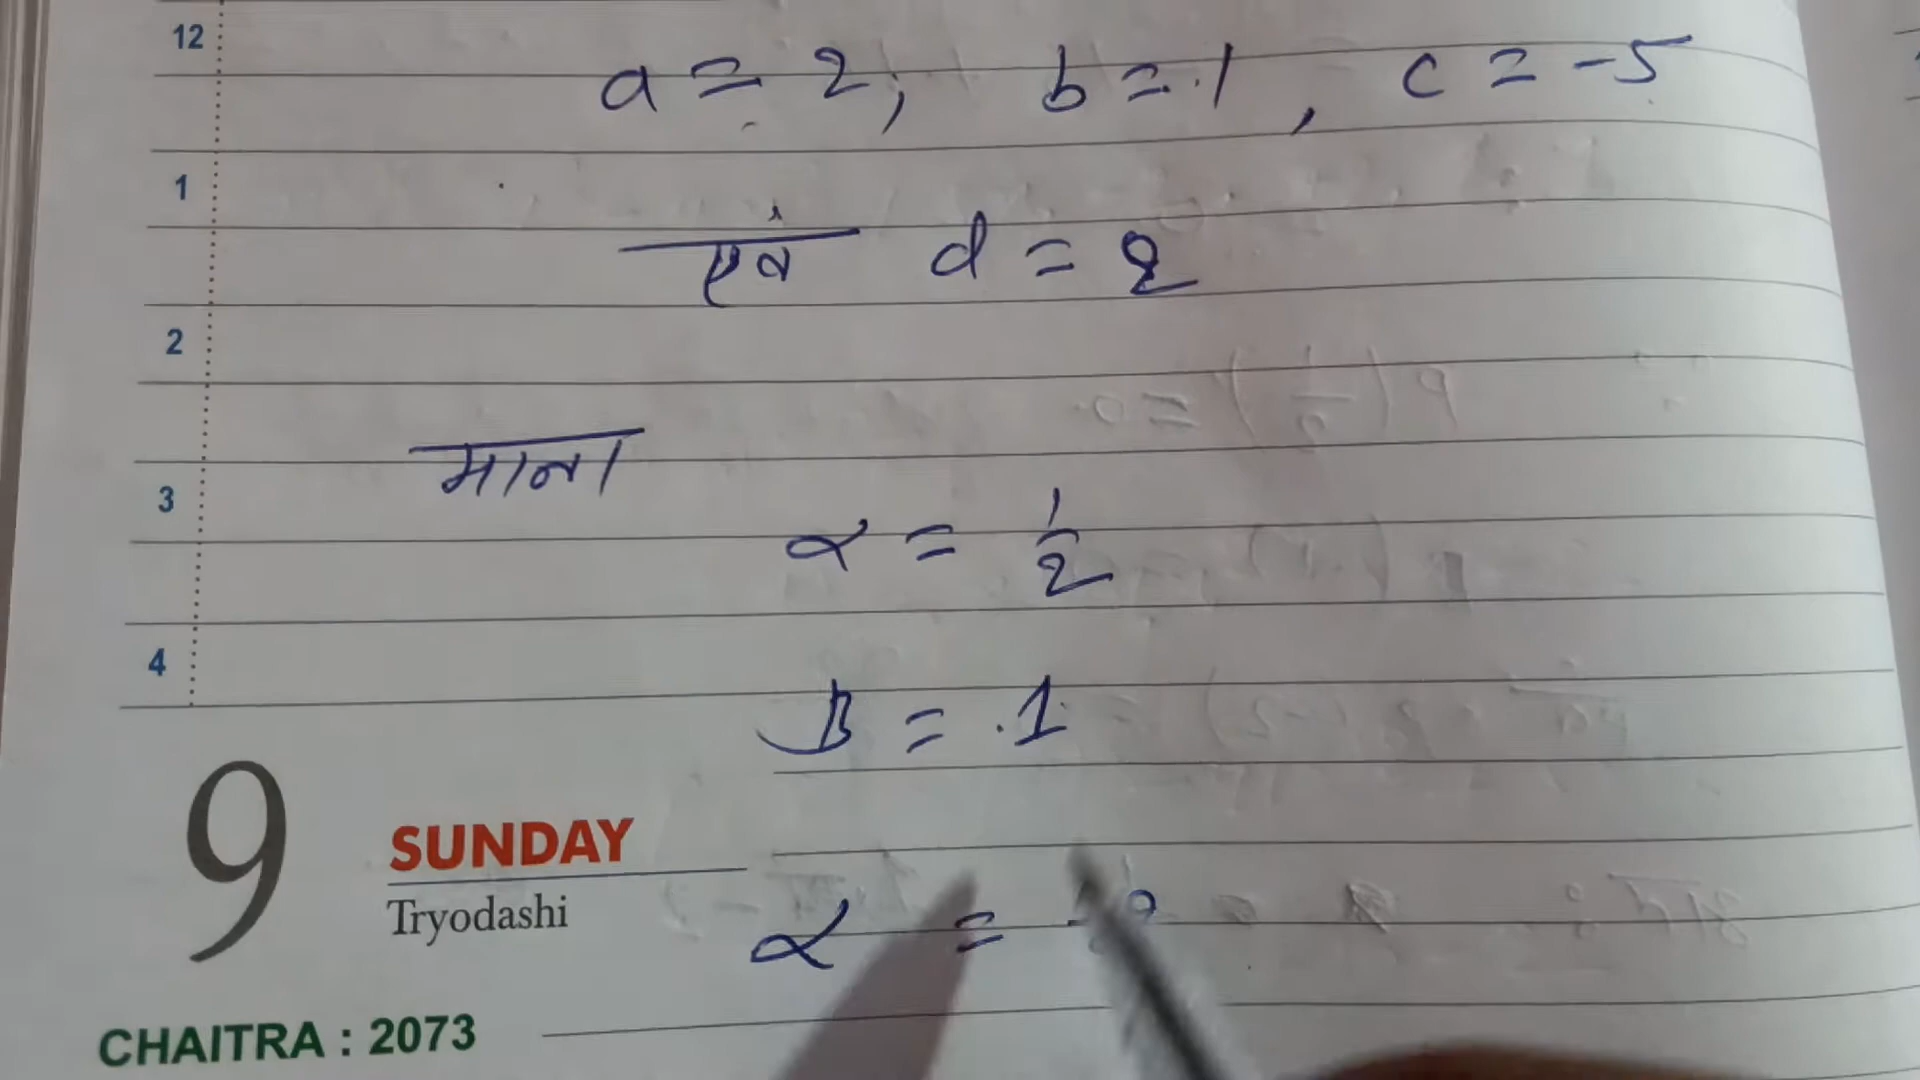 12
a = 2, b = 1, c = -5
1
एवं d = 2
2
माना
3
α = 1/2
4
β = 1
9
SUNDAY
Tryodashi
α =
CHAITRA : 2073